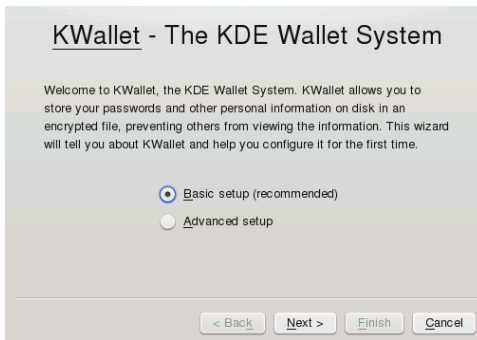 KWallet - The KDE Wallet System
Welcome to KWallet, the KDE Wallet System. KWallet allows you to
store your passwords and other personal information on disk in an
encrypted file, preventing others from viewing the information. This wizard
will tell you about KWallet and help you configure it for the first time.
Basic setup (recommended)
Advanced setup
< Back Next > Finish Cancel